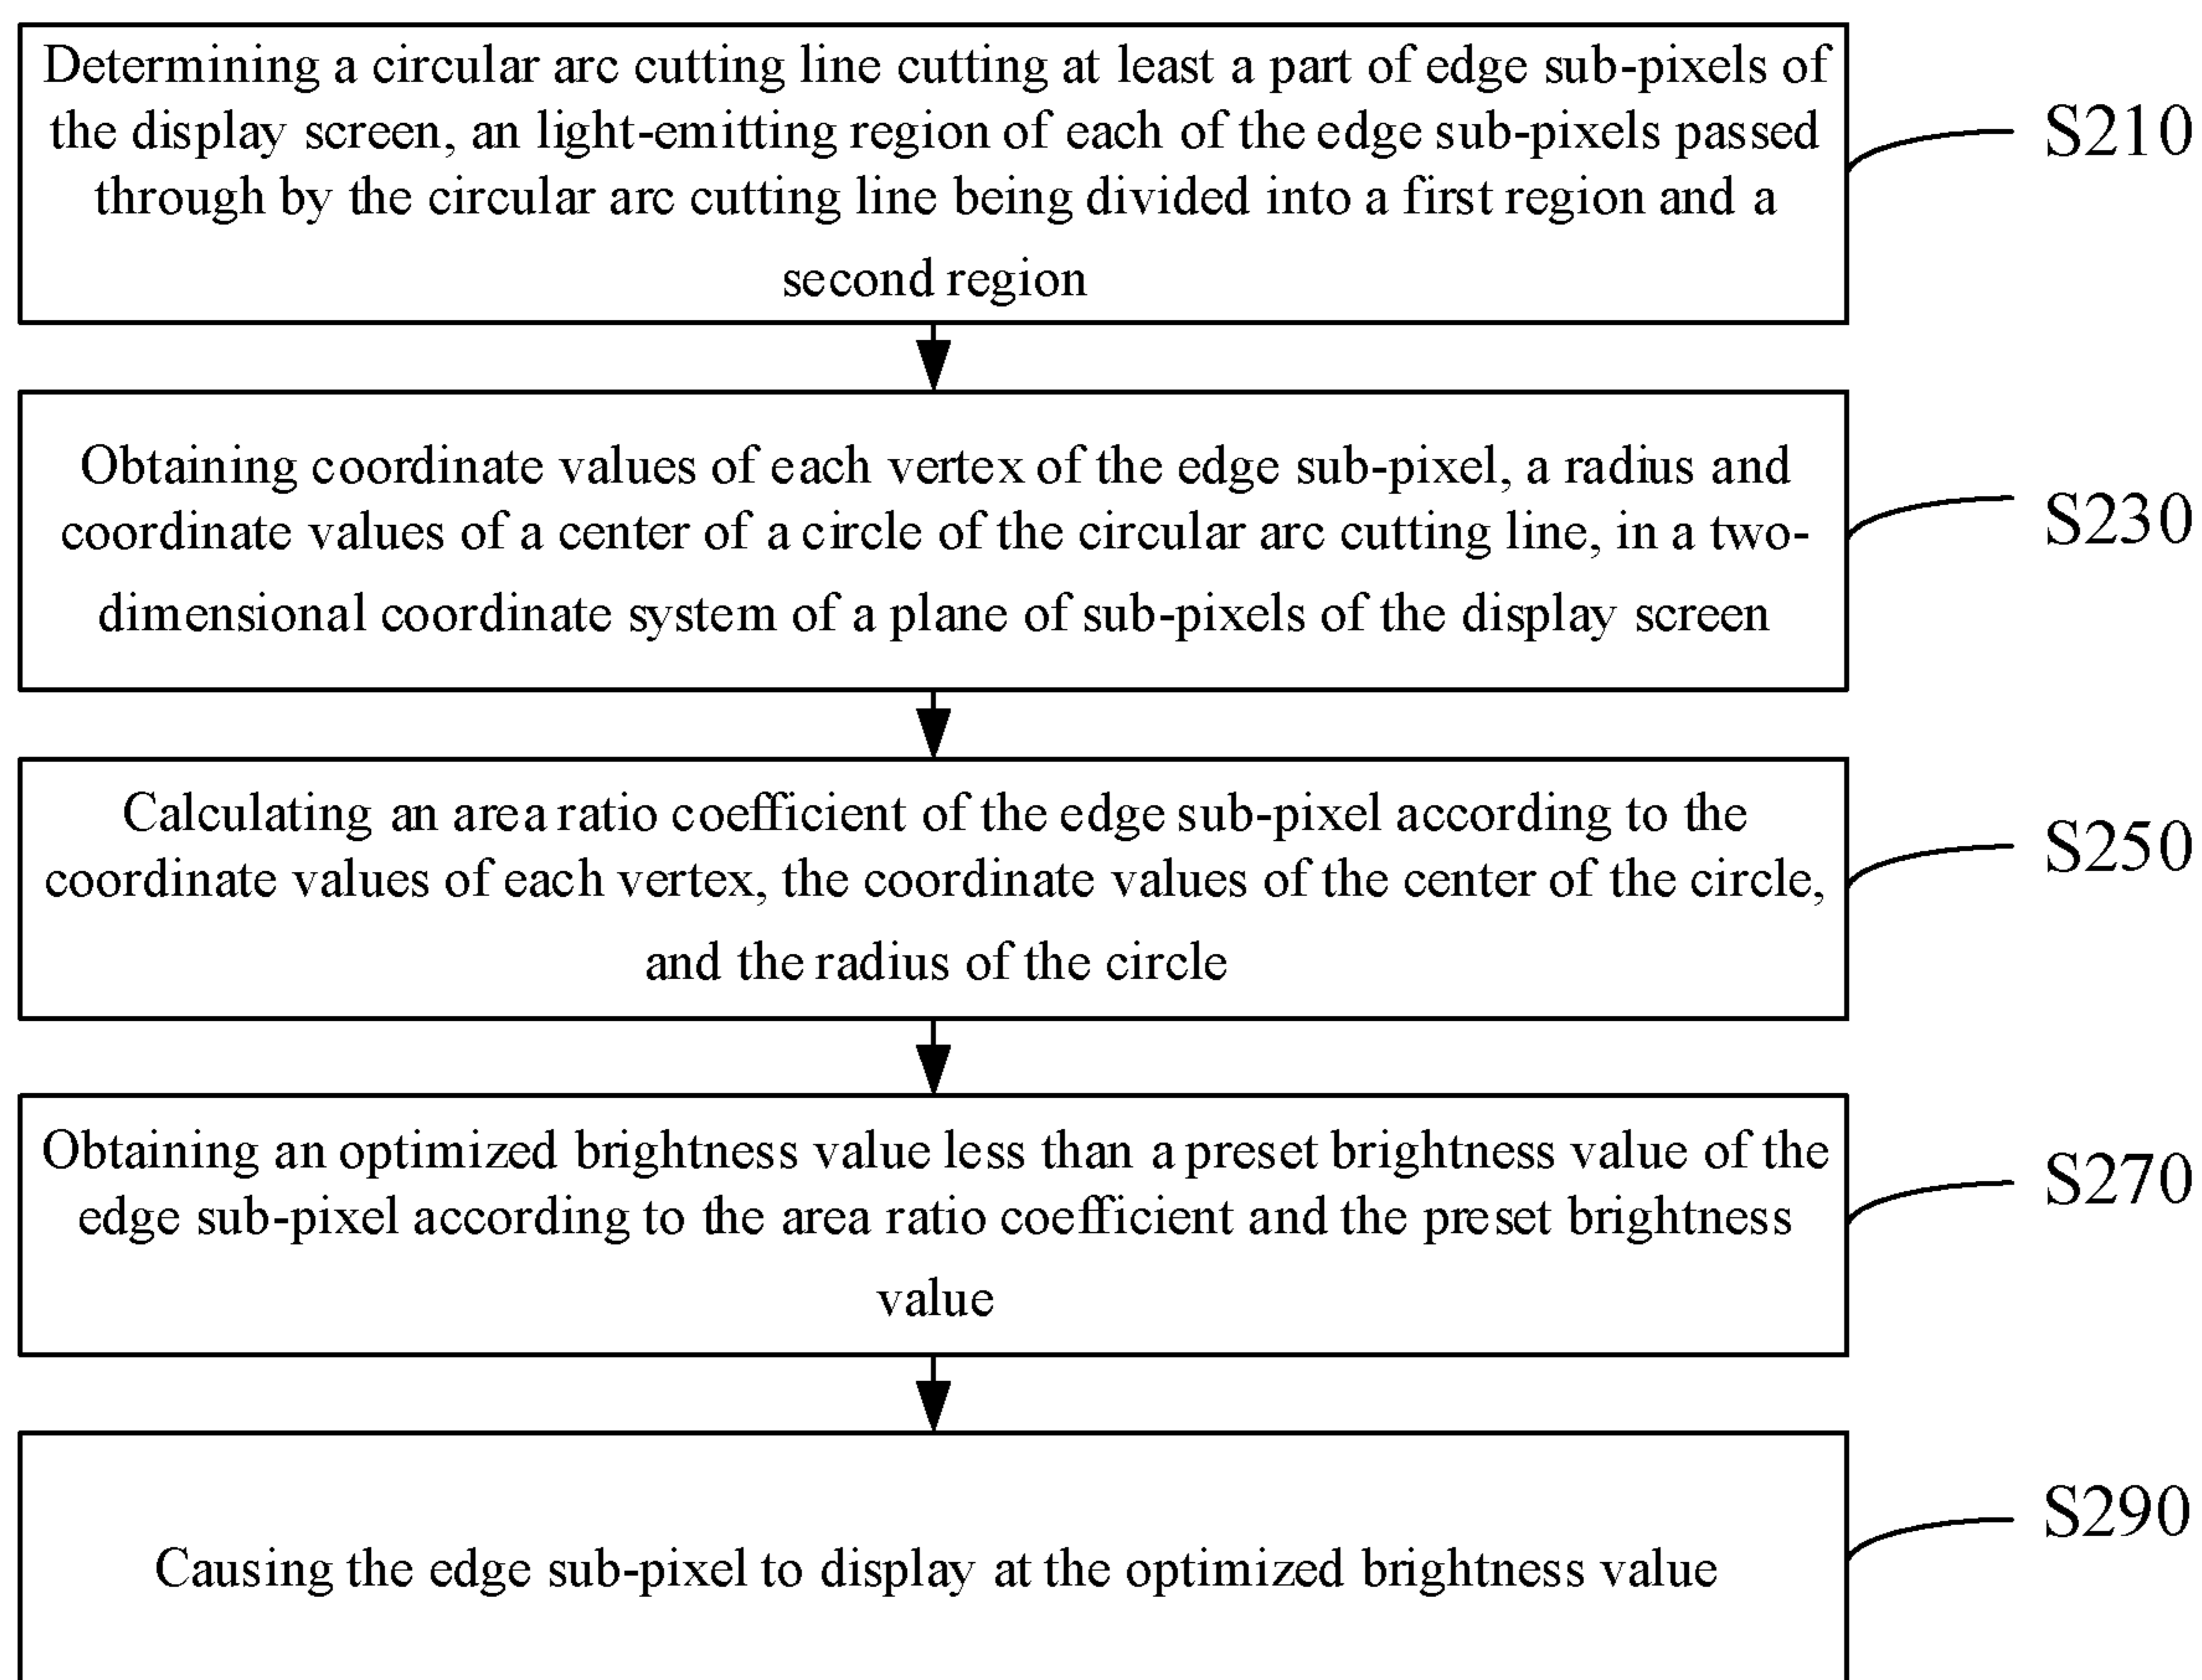 Determining a circular arc cutting line cutting at least a part of edge sub-pixels of
the display screen, an light-emitting region of each of the edge sub-pixels passed
through by the circular arc cutting line being divided into a first region and a
second region
S210
Obtaining coordinate values of each vertex of the edge sub-pixel, a radius and
coordinate values of a center of a circle of the circular arc cutting line, in a two-
dimensional coordinate system of a plane of sub-pixels of the display screen
S230
Calculating an area ratio coefficient of the edge sub-pixel according to the
coordinate values of each vertex, the coordinate values of the center of the circle,
and the radius of the circle
S250
Obtaining an optimized brightness value less than a preset brightness value of the
edge sub-pixel according to the area ratio coefficient and the preset brightness
value
S270
Causing the edge sub-pixel to display at the optimized brightness value
S290